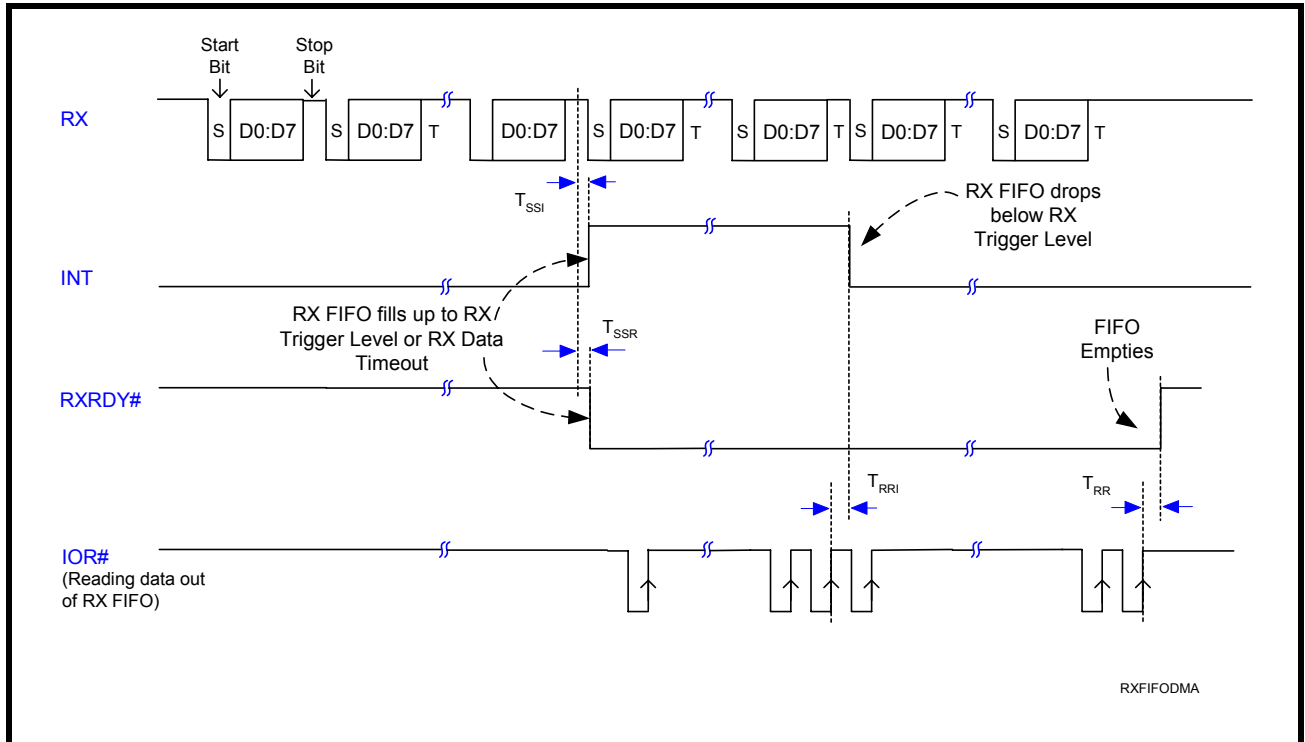 Start
Bit
Stop
Bit
RX
S D0:D7 S D0:D7 T D0:D7 S D0:D7 T S D0:D7 T S D0:D7 T S D0:D7 T
TSSI
RX FIFO drops
below RX
Trigger Level
INT
RX FIFO fills up to RX
Trigger Level or RX Data
Timeout
TSSR
FIFO
Empties
RXRDY#
TRRI
TRR
IOR#
(Reading data out
of RX FIFO)
RXFIFODMA